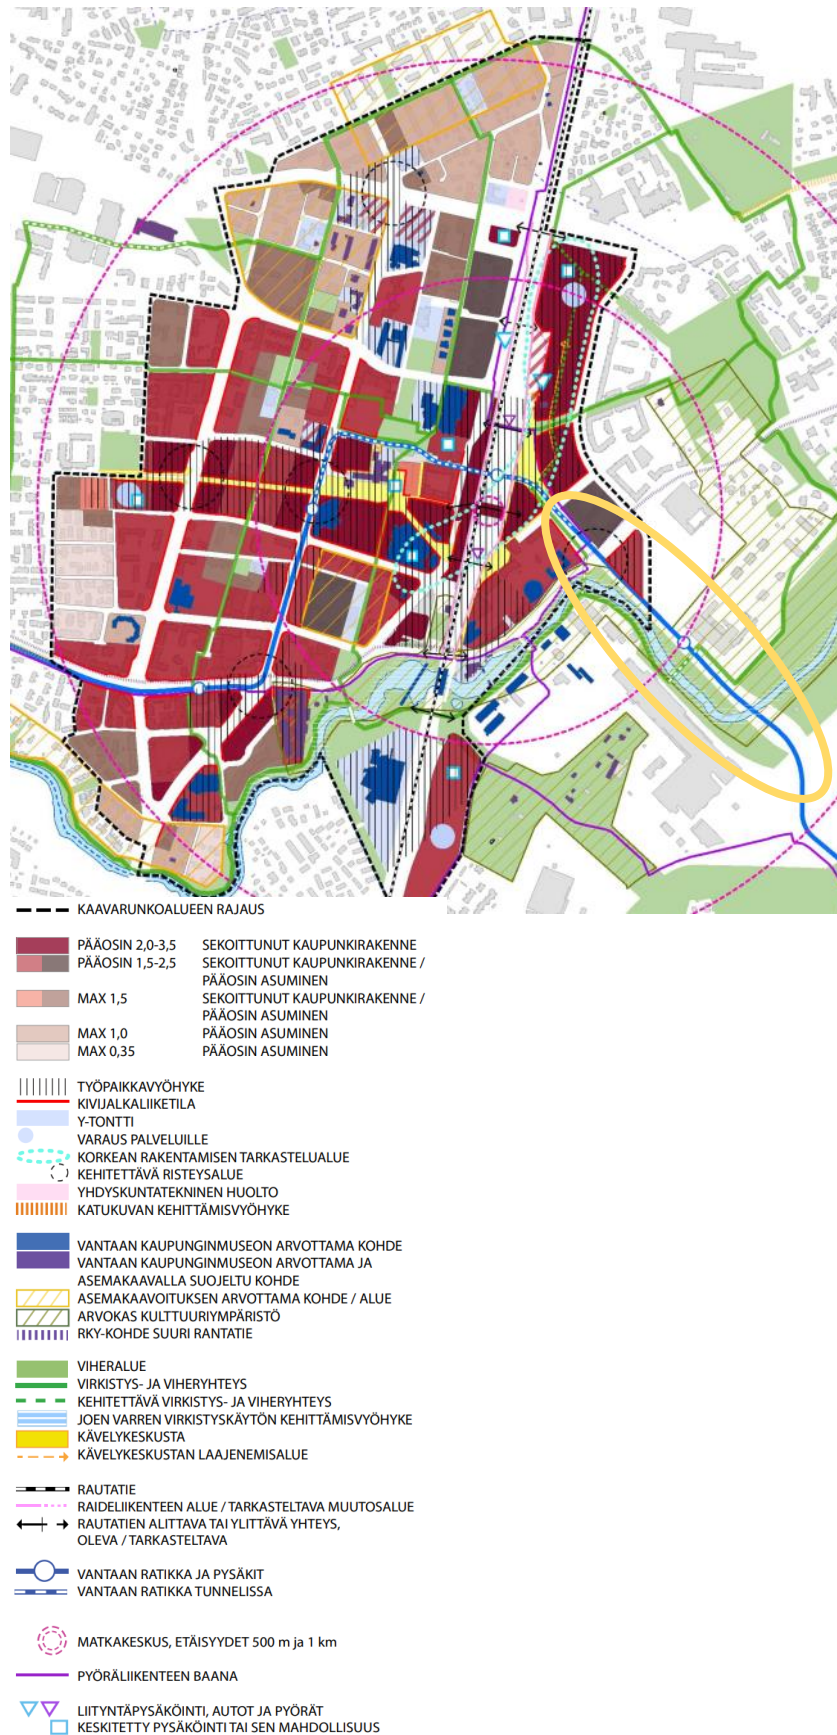 KAAVARUNKOALUEEN RAJAUS
PÄÄOSIN 2,0-3,5 SEKOITTUNUT KAUPUNKIRAKENNE
PÄÄOSIN 1,5-2,5 SEKOITTUNUT KAUPUNKIRAKENNE /
PÄÄOSIN ASUMINEN
MAX 1,5 SEKOITTUNUT KAUPUNKIRAKENNE /
PÄÄOSIN ASUMINEN
MAX 1,0 PÄÄOSIN ASUMINEN
MAX 0,35 PÄÄOSIN ASUMINEN
TYÖPAIKKAVYÖHYKE
KIVIJALKALIIKETILA
Y-TONTTI
VARAUS PALVELUILLE
KORKEAN RAKENTAMISEN TARKASTELUALUE
KEHITETTÄVÄ RISTEYSALUE
YHDYSKUNTATEKNINEN HUOLTO
KATUKUVAN KEHITTÄMISVYÖHYKE
VANTAAN KAUPUNGINMUSEON ARVOTTAMA KOHDE
VANTAAN KAUPUNGINMUSEON ARVOTTAMA JA
ASEMAKAAVALLA SUOJELTU KOHDE
ASEMAKAAVOITUKSEN ARVOTTAMA KOHDE / ALUE
ARVOKAS KULTTUURIYMPÄRISTÖ
RKY-KOHDE SUURI RANTATIE
VIHERALUE
VIRKISTYS- JA VIHERYHTEYS
KEHITETTÄVÄ VIRKISTYS- JA VIHERYHTEYS
JOEN VARREN VIRKISTYSKÄYTÖN KEHITTÄMISVYÖHYKE
KÄVELYKESKUSTA
KÄVELYKESKUSTAN LAAJENEMISALUE
RAUTATIE
RAIDELIIKENTEEN ALUE / TARKASTELTAVA MUUTOSALUE
RAUTATIEN ALITTAVA TAI YLITTÄVÄ YHTEYS,
OLEVA / TARKASTELTAVA
VANTAAN RATIKKA JA PYSÄKIT
VANTAAN RATIKKA TUNNELISSA
MATKAKESKUS, ETÄISYYDET 500 m ja 1 km
PYÖRÄLIIKENTEEN BAANA
LIITYNTÄPYSÄKÖINTI, AUTOT JA PYÖRÄT
KESKITETTY PYSÄKÖINTI TAI SEN MAHDOLLISUUS